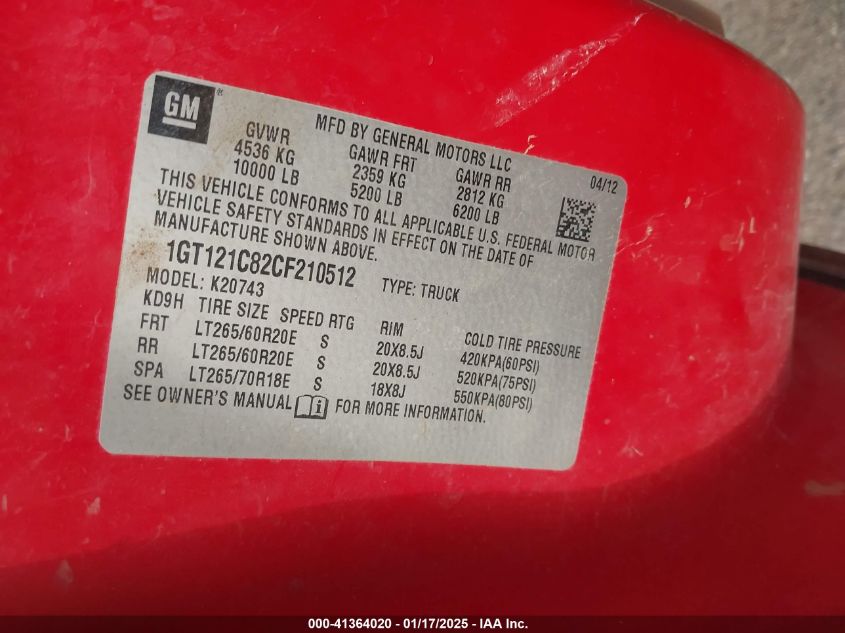 GM®
MFD BY GENERAL MOTORS LLC
04/12
GVWR GAWR FRT GAWR RR
4536 KG 2359 KG 2812 KG
10000 LB 5200 LB 6200 LB
THIS VEHICLE CONFORMS TO ALL APPLICABLE U.S. FEDERAL MOTOR
VEHICLE SAFETY STANDARDS IN EFFECT ON THE DATE OF
MANUFACTURE SHOWN ABOVE.
1GT121C82CF210512 TYPE: TRUCK
MODEL: K20743
KD9H TIRE SIZE SPEED RTG RIM COLD TIRE PRESSURE
FRT LT265/60R20E S 20X8.5J 420KPA(60PSI)
RR LT265/60R20E S 20X8.5J 520KPA(75PSI)
SPA LT265/70R18E S 18X8J 550KPA(80PSI)
SEE OWNER'S MANUAL FOR MORE INFORMATION.
000-41364020 - 01/17/2025 - IAA Inc.